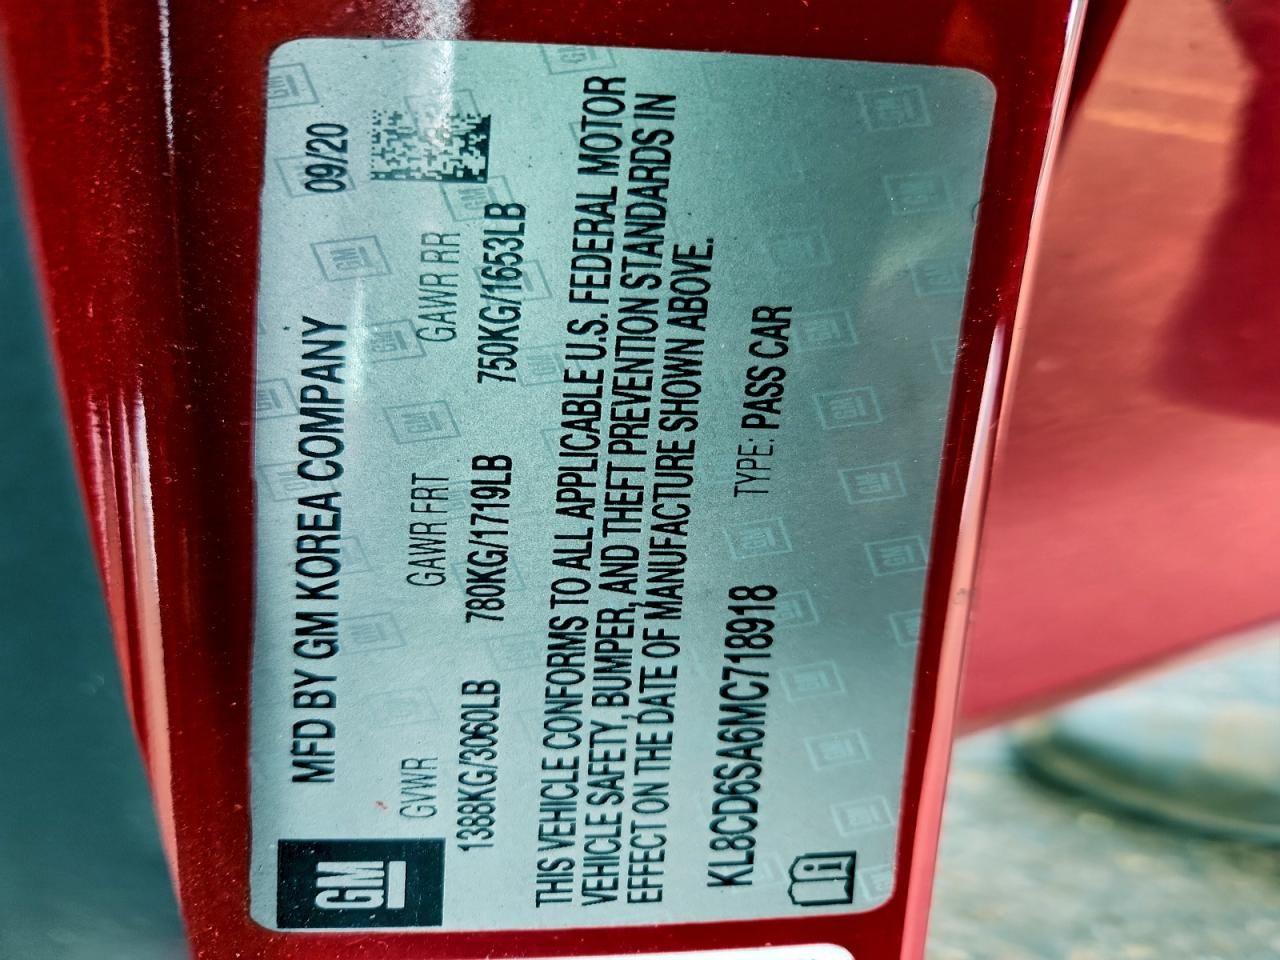 GM MFD BY GM KOREA COMPANY 09/20
GVWR GAWR FRT GAWR RR
1388KG/3060LB 780KG/1719LB 750KG/1653LB
THIS VEHICLE CONFORMS TO ALL APPLICABLE U.S. FEDERAL MOTOR
VEHICLE SAFETY, BUMPER, AND THEFT PREVENTION STANDARDS IN
EFFECT ON THE DATE OF MANUFACTURE SHOWN ABOVE.
KL8CD6SA6MC718918 TYPE: PASS CAR